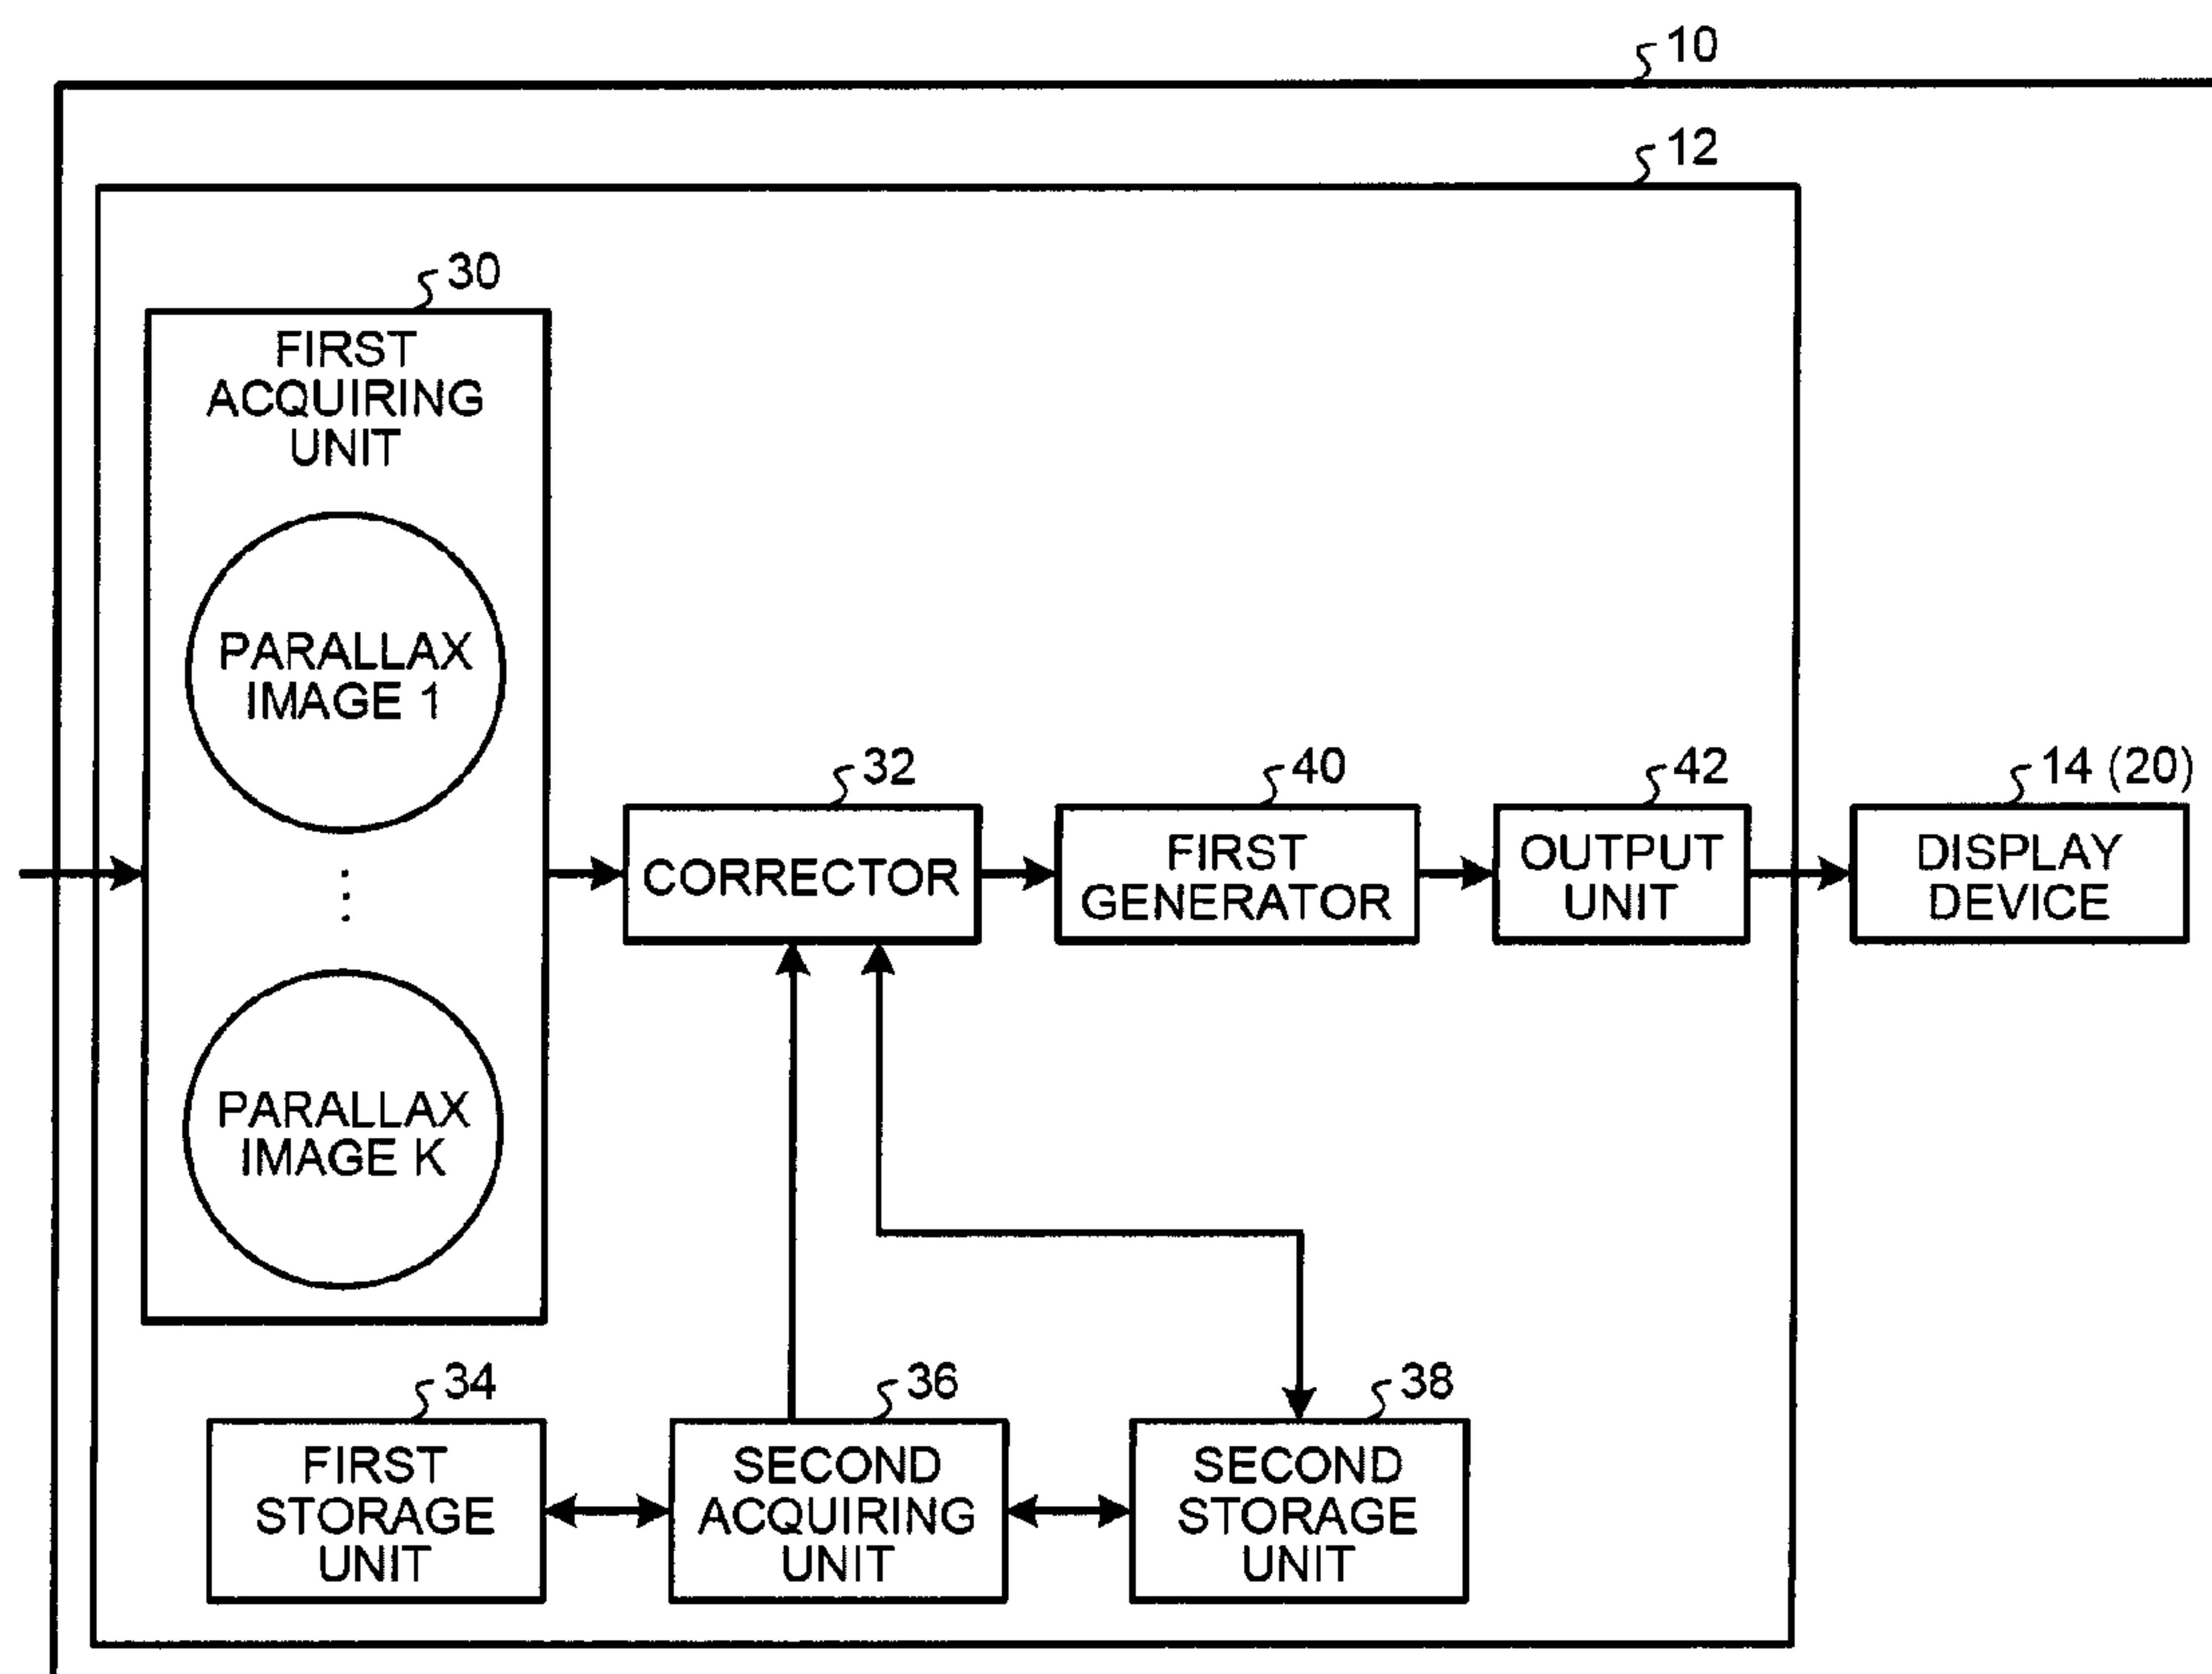 10
12
30
FIRST
ACQUIRING
UNIT
PARALLAX
IMAGE 1
PARALLAX
IMAGE K
32
CORRECTOR
40
FIRST
GENERATOR
42
OUTPUT
UNIT
14 (20)
DISPLAY
DEVICE
34
FIRST
STORAGE
UNIT
36
SECOND
ACQUIRING
UNIT
38
SECOND
STORAGE
UNIT